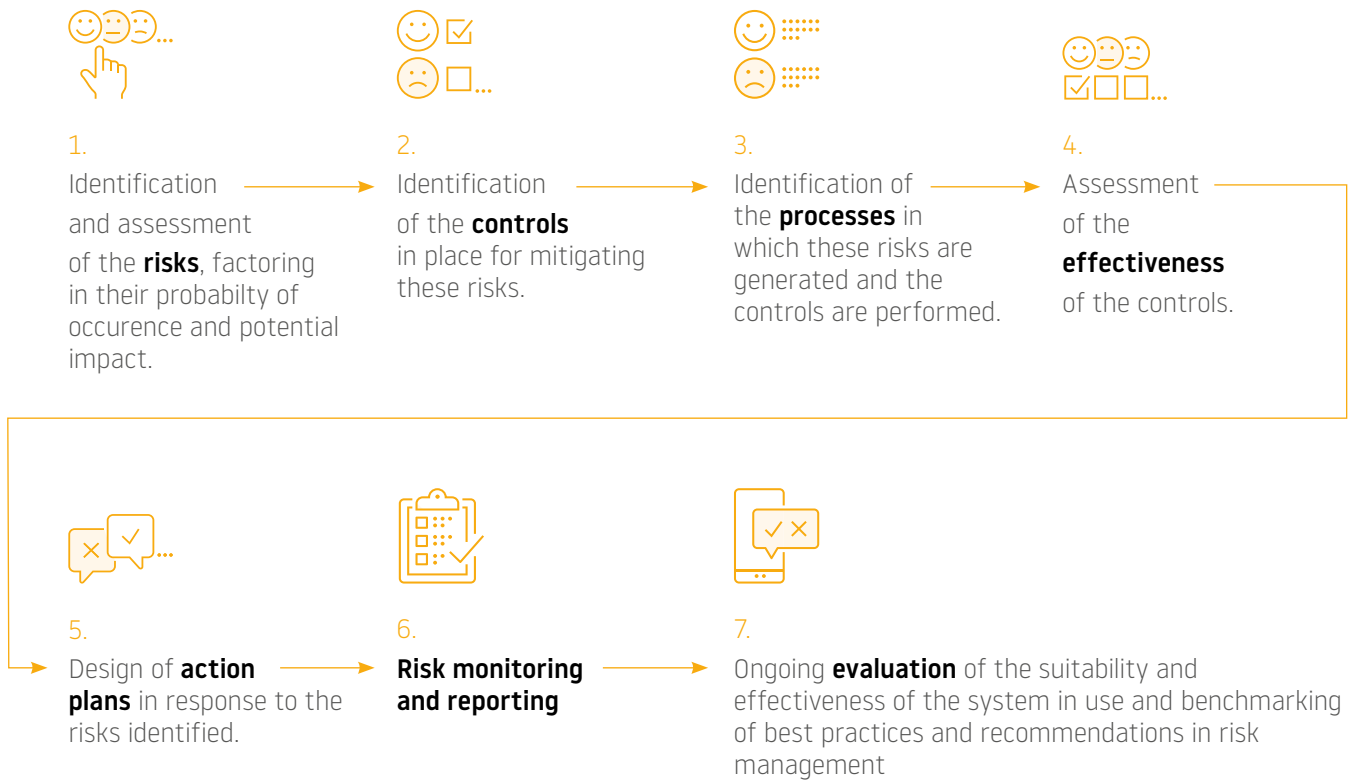 1.
Identification
and assessment
of the risks, factoring
in their probabilty of
occurence and potential
impact.
2.
Identification
of the controls
in place for mitigating
these risks.
3.
Identification of
the processes in
which these risks are
generated and the
controls are performed.
4.
Assessment
of the
effectiveness
of the controls.
5.
Design of action
plans in response to the
risks identified.
6.
Risk monitoring
and reporting
7.
Ongoing evaluation of the suitability and
effectiveness of the system in use and benchmarking
of best practices and recommendations in risk
management